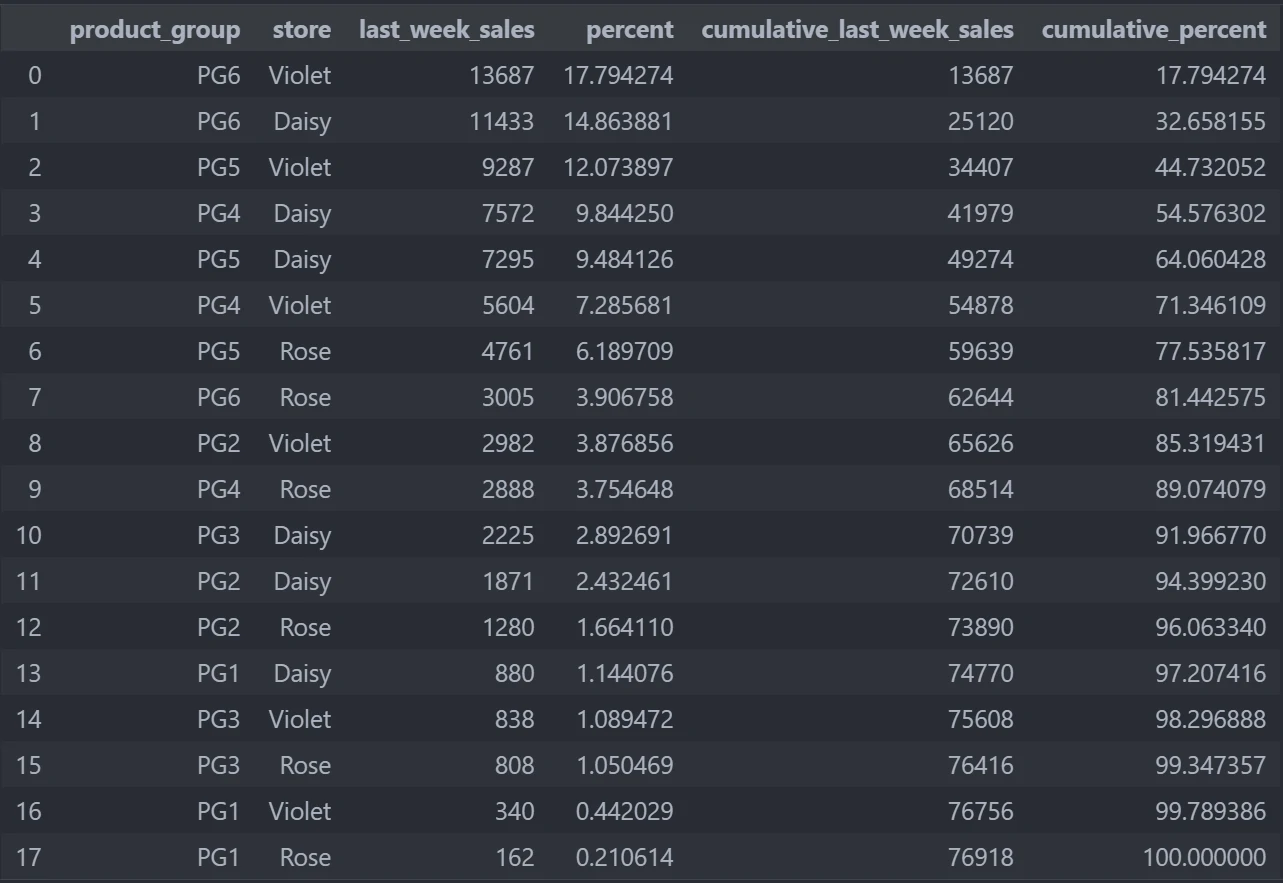 product_group store last_week_sales percent cumulative_last_week_sales cumulative_percent
0 PG6 Violet 13687 17.794274 13687 17.794274
1 PG6 Daisy 11433 14.863881 25120 32.658155
2 PG5 Violet 9287 12.073897 34407 44.732052
3 PG4 Daisy 7572 9.844250 41979 54.576302
4 PG5 Daisy 7295 9.484126 49274 64.060428
5 PG4 Violet 5604 7.285681 54878 71.346109
6 PG5 Rose 4761 6.189709 59639 77.535817
7 PG6 Rose 3005 3.906758 62644 81.442575
8 PG2 Violet 2982 3.876856 65626 85.319431
9 PG4 Rose 2888 3.754648 68514 89.074079
10 PG3 Daisy 2225 2.892691 70739 91.966770
11 PG2 Daisy 1871 2.432461 72610 94.399230
12 PG2 Rose 1280 1.664110 73890 96.063340
13 PG1 Daisy 880 1.144076 74770 97.207416
14 PG3 Violet 838 1.089472 75608 98.296888
15 PG3 Rose 808 1.050469 76416 99.347357
16 PG1 Violet 340 0.442029 76756 99.789386
17 PG1 Rose 162 0.210614 76918 100.000000